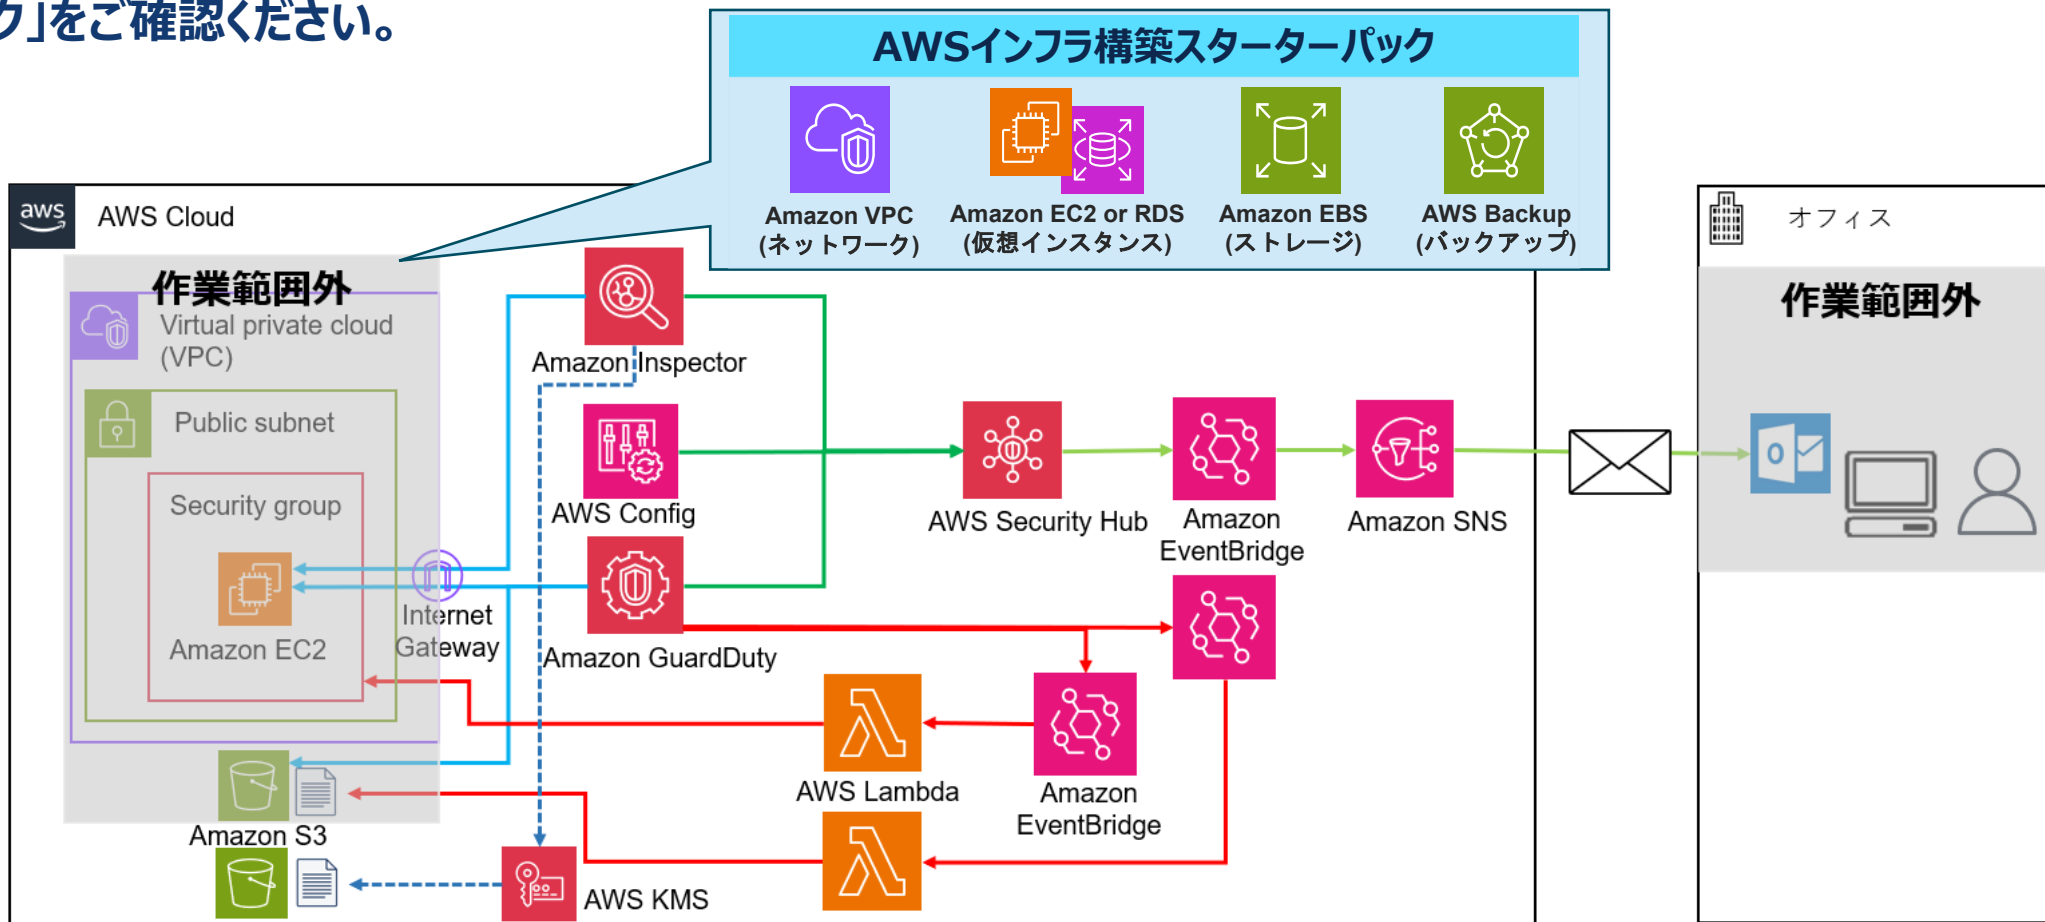 ク」をご確認ください。
AWSインフラ構築スターターパック
Amazon VPC
(ネットワーク)
Amazon EC2 or RDS
(仮想インスタンス)
Amazon EBS
(ストレージ)
AWS Backup
(バックアップ)
aws
AWS Cloud
作業範囲外
Virtual private cloud
(VPC)
Public subnet
Security group
Amazon EC2
Internet
Gateway
Amazon S3
Amazon Inspector
AWS Config
Amazon GuardDuty
AWS Security Hub
Amazon
EventBridge
Amazon SNS
AWS Lambda
Amazon
EventBridge
AWS KMS
オフィス
作業範囲外
o